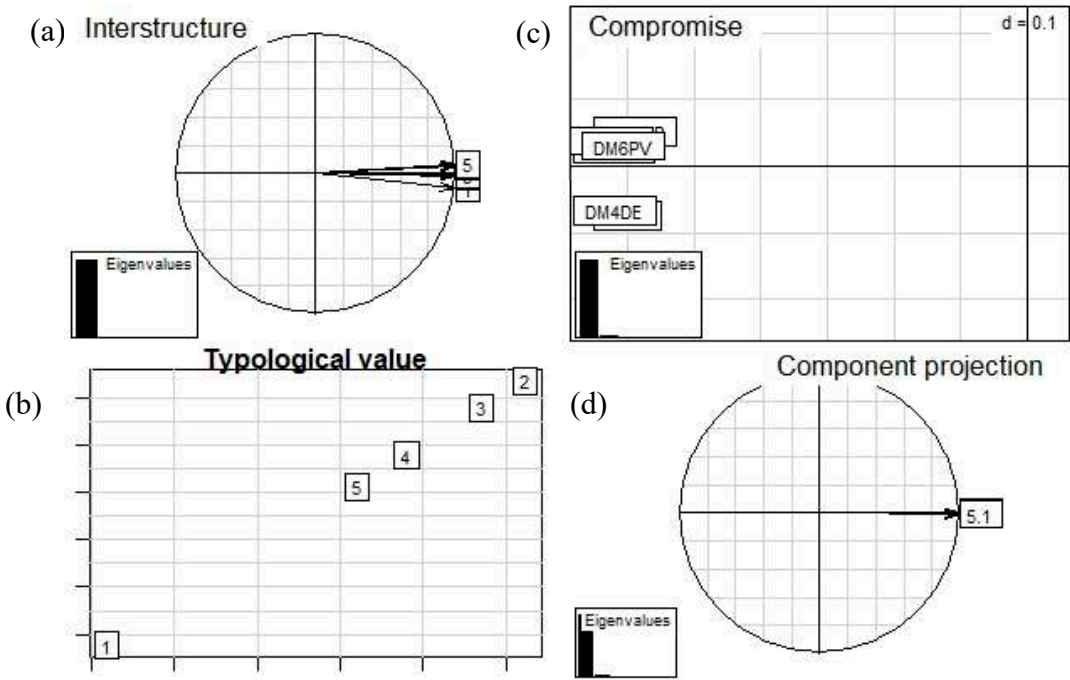 (a) Interstructure
5
1
Eigenvalues
(c) Compromise
d = 0.1
DM6PV
DM4DE
Eigenvalues
(b) Typological value
2
3
4
5
1
(d) Component projection
5.1
Eigenvalues